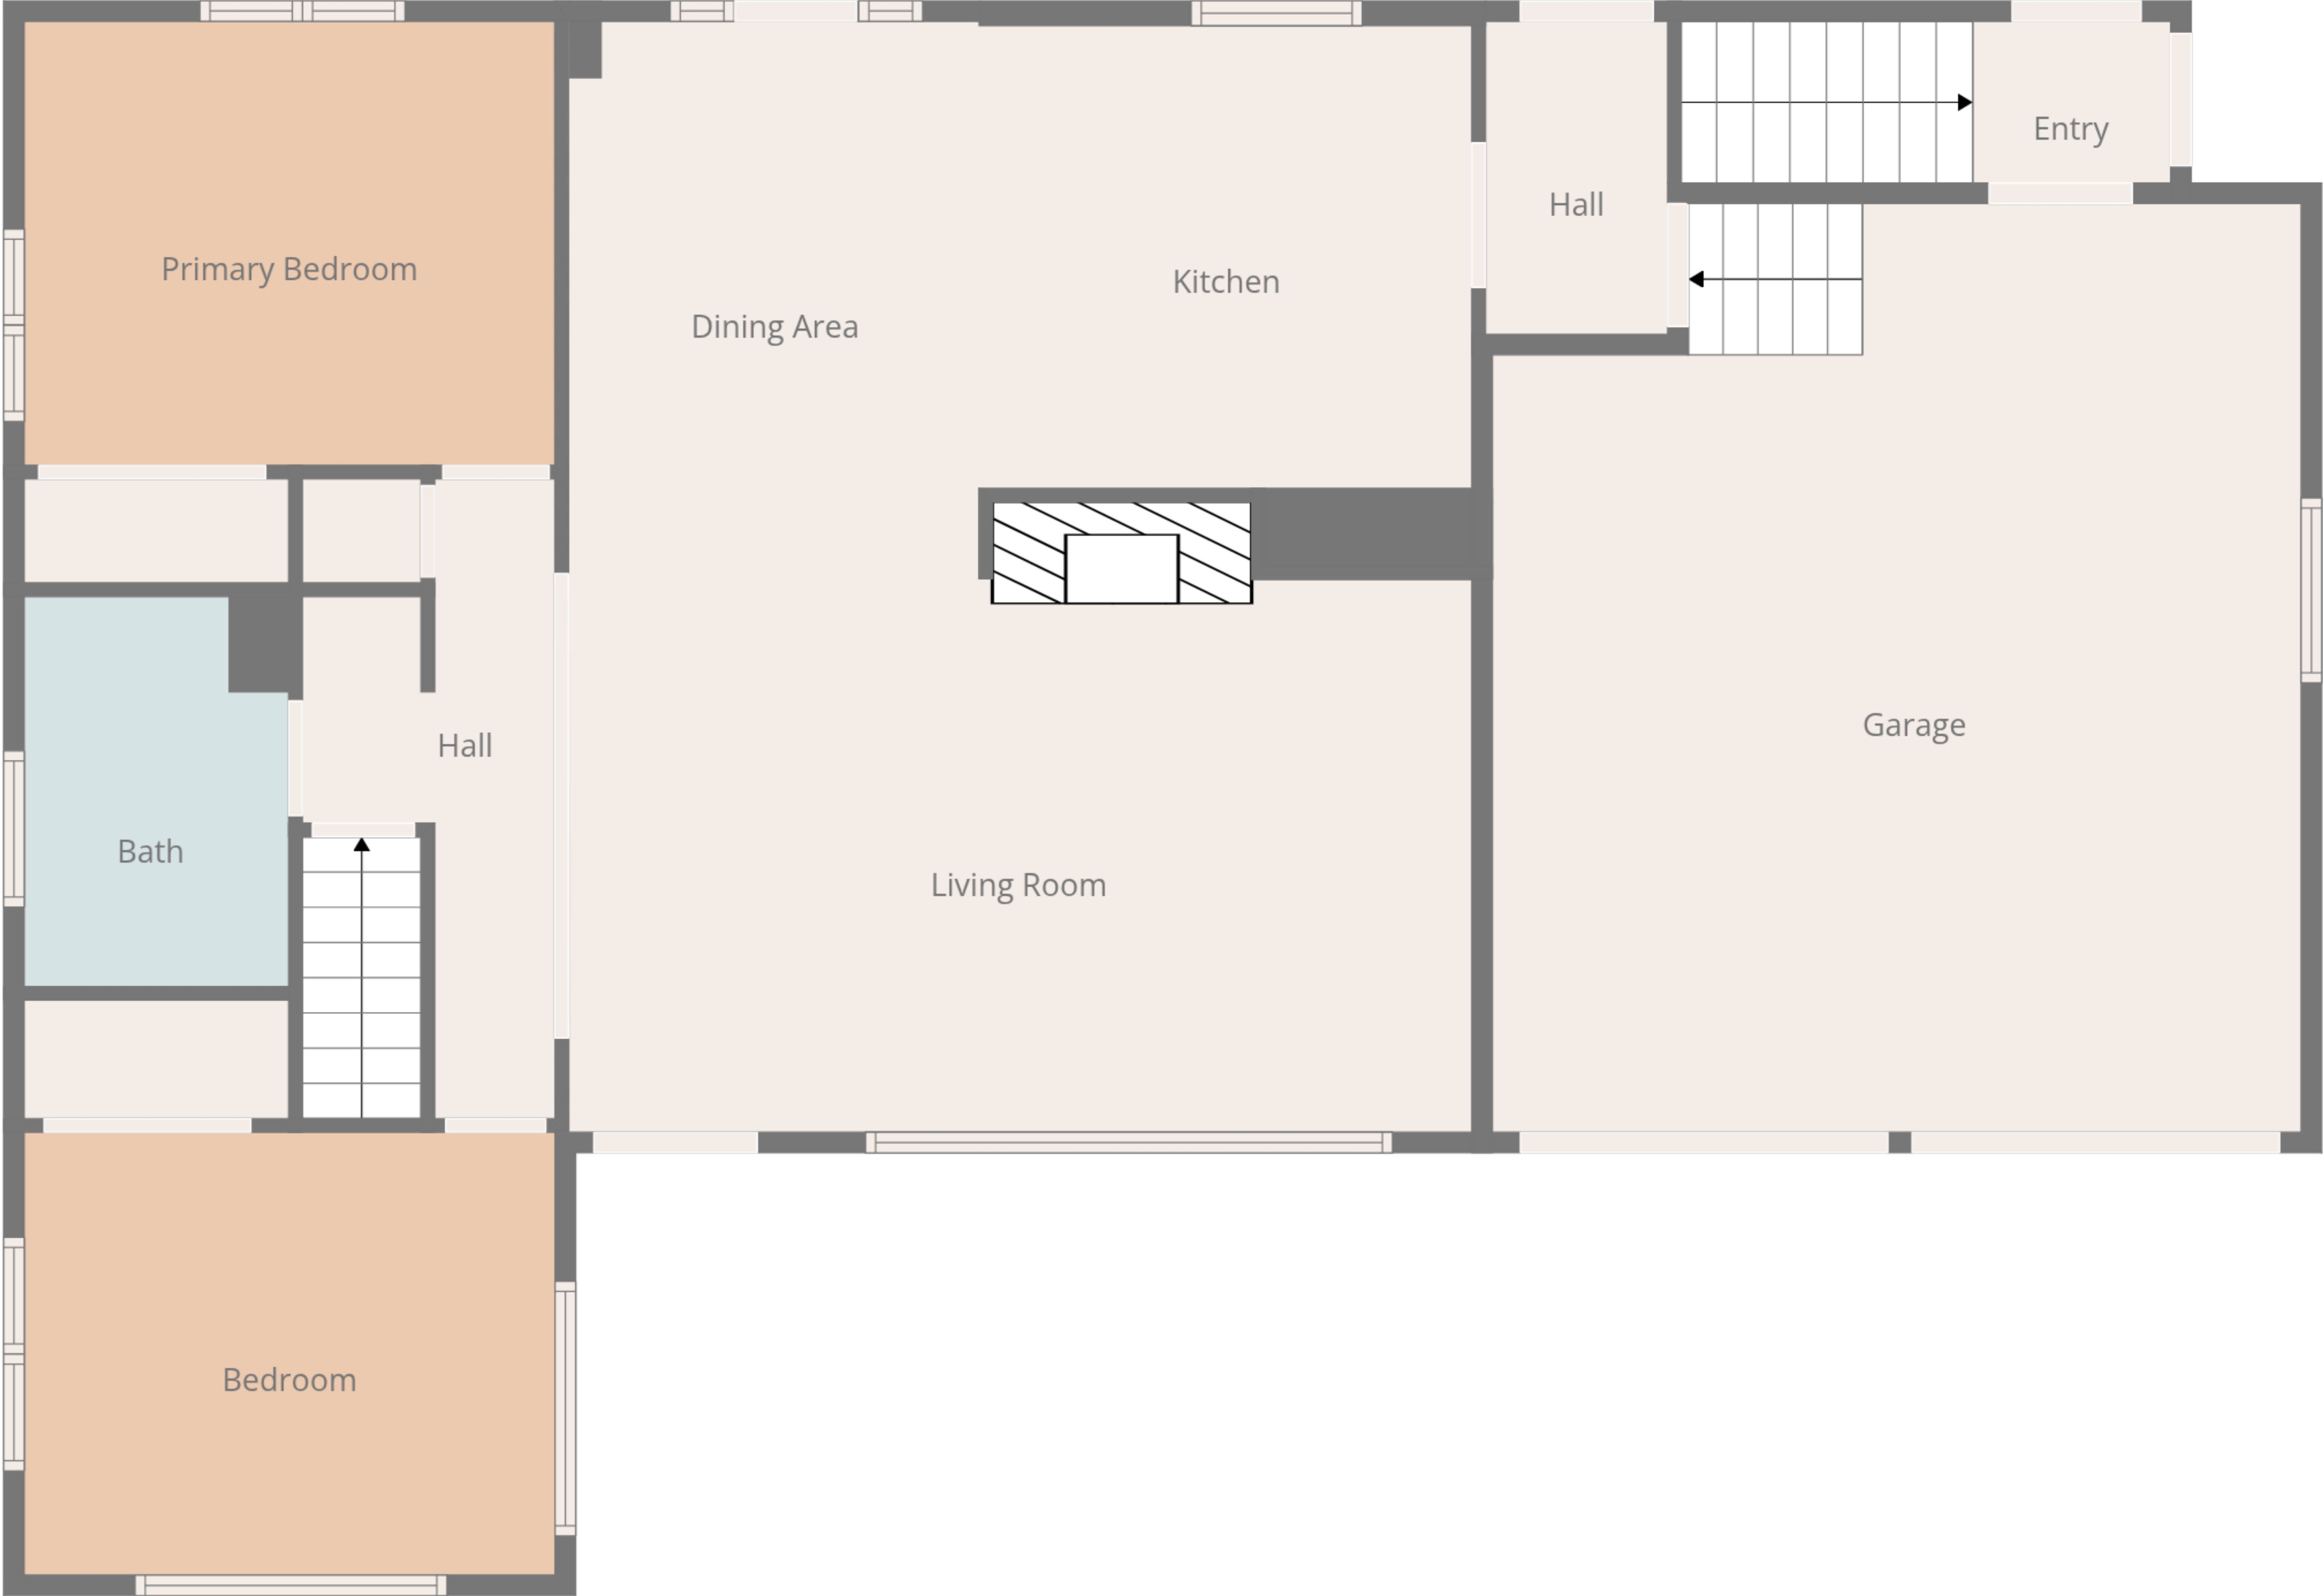 Entry
Hall
Primary Bedroom
Kitchen
Dining Area
Garage
Hall
Bath
Living Room
Bedroom